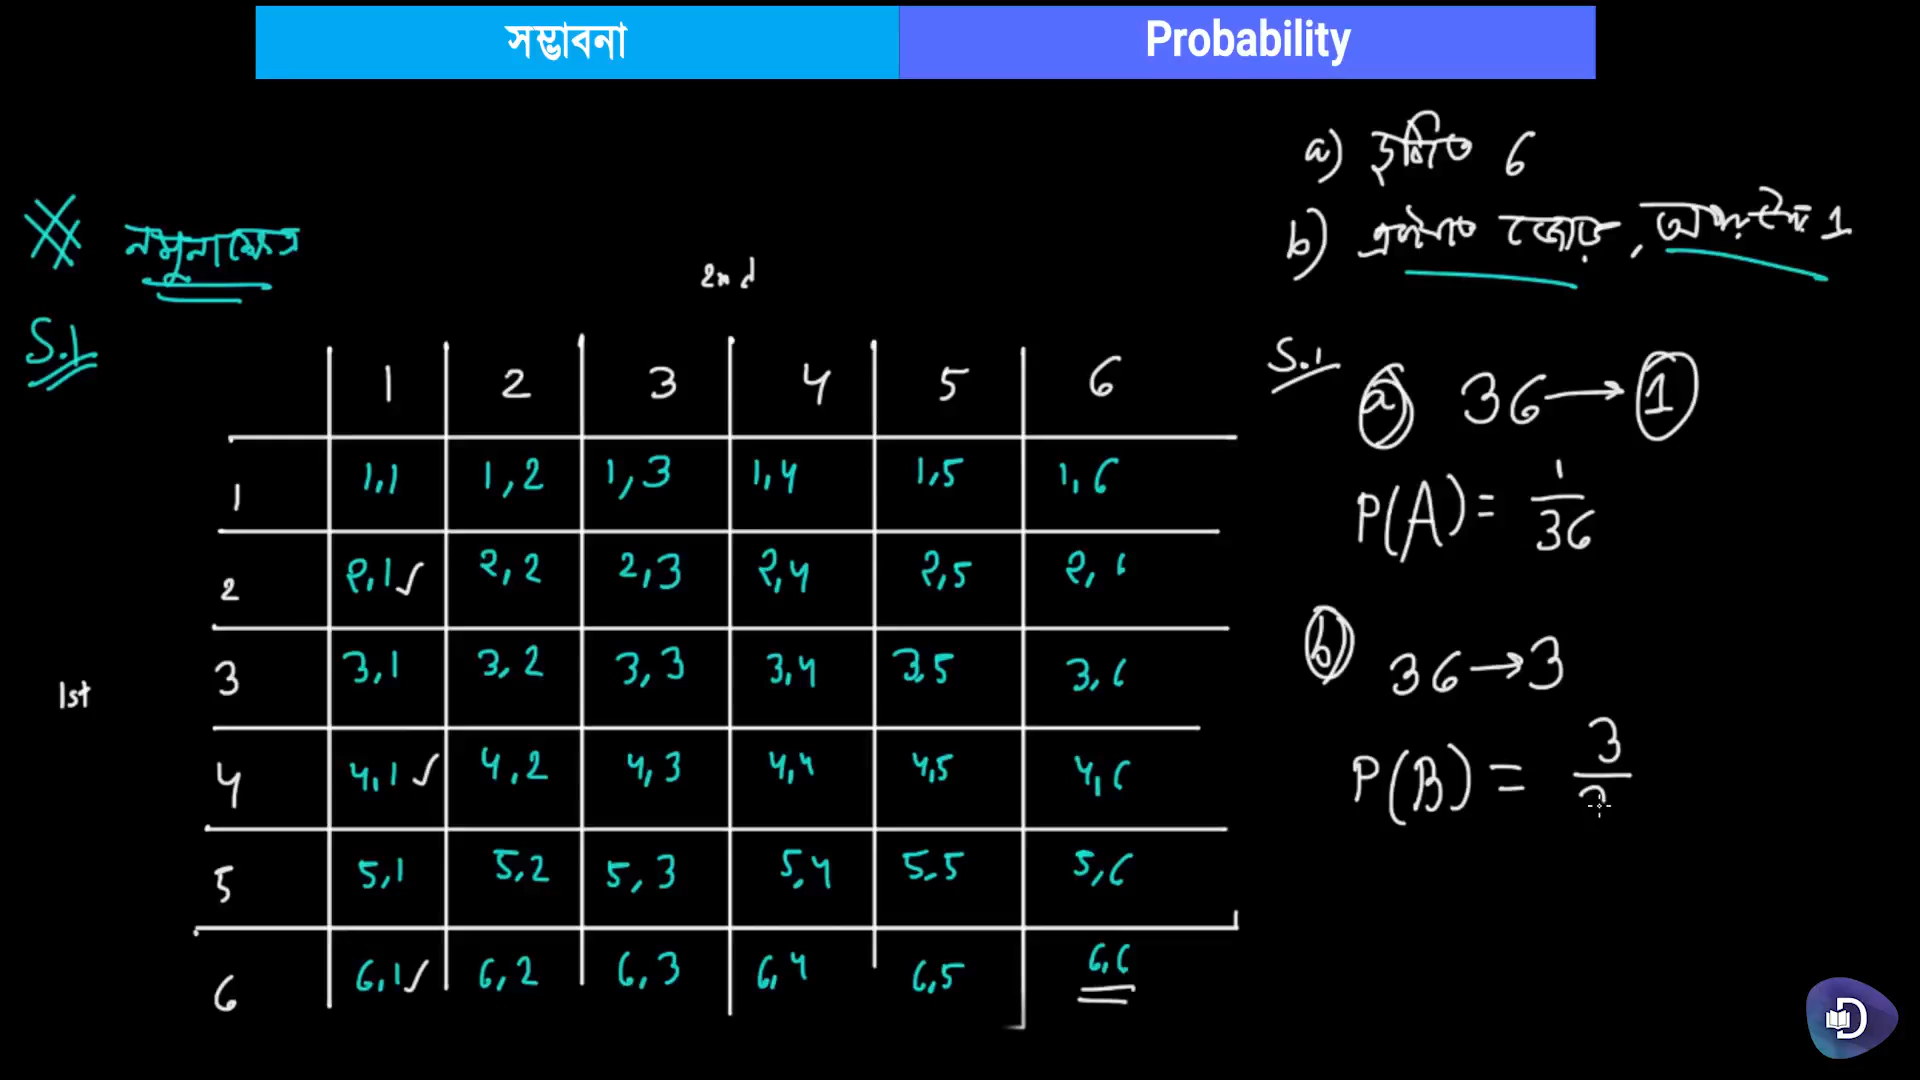 সম্ভাবনা Probability
a) দুটিতে 6
b) একটাতে জোড়, অন্যটায় 1
নমুনাক্ষেত্র
S.1
2nd
1 2 3 4 5 6
1 1,1 1,2 1,3 1,4 1,5 1,6
2 2,1✓ 2,2 2,3 2,4 2,5 2,6
1st
3 3,1 3,2 3,3 3,4 3,5 3,6
4 4,1✓ 4,2 4,3 4,4 4,5 4,6
5 5,1 5,2 5,3 5,4 5,5 5,6
6 6,1✓ 6,2 6,3 6,4 6,5 6,6
S.1
a) 36→1
P(A) = 1/36
b) 36→3
P(B) = 3/